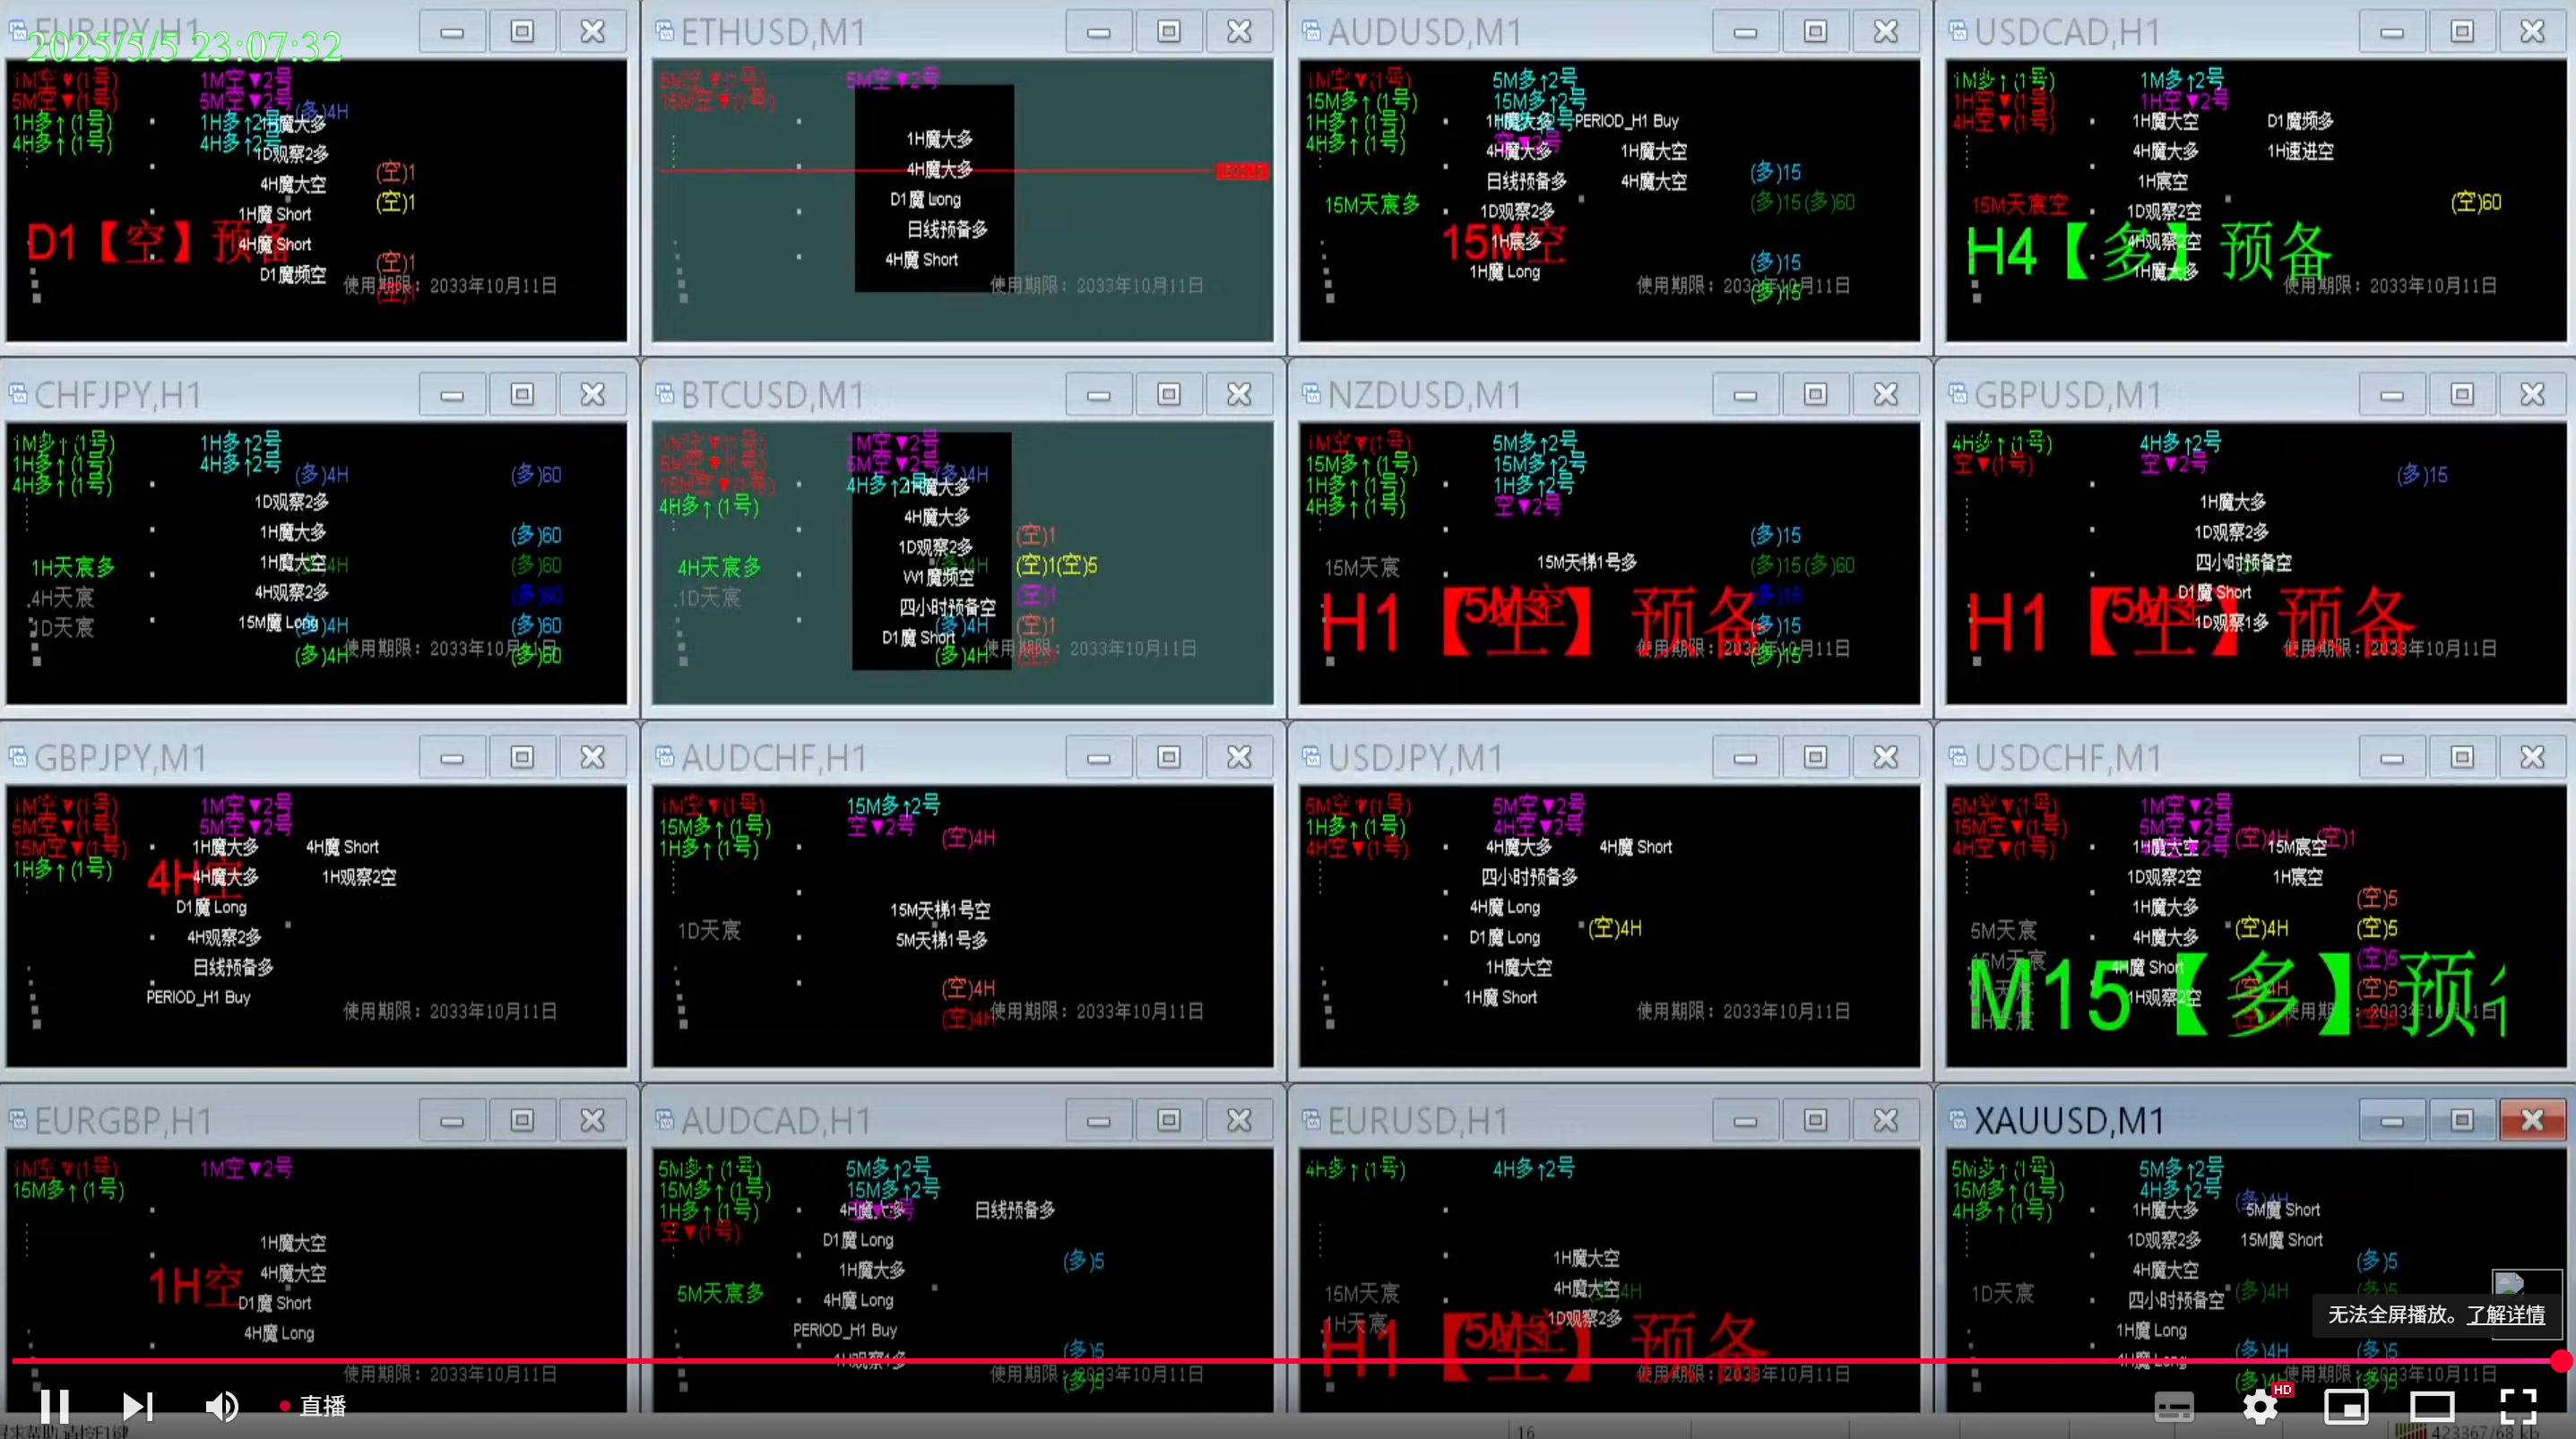 EURJPY,H1
2025/5/5 23:07:32
1M空▼(1号) 1M空▼2号
5M空▼(1号) 5M空▼2号
(多)4H
1H多↑(1号) 1H多↑2号 1H魔大多
4H多↑(1号) 4H多↑2号
1D观察2多
(空)1
4H魔大空
(空)1
1H魔 Short
D1【空】预备
4H魔 Short
(空)1
D1魔频空
使用期限：2033年10月11日
ETHUSD,M1
5M空▼(1号) 5M空▼2号
15M空▼(1号)
1H魔大多
4H魔大多
D1魔 Long
日线预备多
4H魔 Short
使用期限：2033年10月11日
AUDUSD,M1
1M空▼(1号) 5M多↑2号
15M多↑(1号) 15M多↑2号
1H多↑(1号) 1H魔大多 PERIOD_H1 Buy
4H多↑(1号) 空▼2号
4H魔大多 1H魔大空
(多)15
日线预备多 4H魔大空
15M天宸多 (多)15(多)60
1D观察2多
15M空
1H宸多
(多)15
1H魔 Long
(多)15
使用期限：2033年10月11日
USDCAD,H1
1M多↑(1号) 1M多↑2号
1H空▼(1号) 1H空▼2号
4H空▼(1号) 1H魔大空 D1魔频多
4H魔大多 1H速进空
1H宸空
15M天宸空 (空)60
1D观察2空
H4【多】预备
4H观察2空
1H魔大多
使用期限：2033年10月11日
CHFJPY,H1
1M多↑(1号) 1H多↑2号
1H多↑(1号) 4H多↑2号
4H多↑(1号) (多)4H (多)60
1D观察2多
1H魔大多 (多)60
1H天宸多 1H魔大空 (多)60
4H天宸 4H观察2多 (多)60
1D天宸 15M魔 Long (多)4H (多)60
(多)4H (多)60
使用期限：2033年10月11日
BTCUSD,M1
1M空▼(1号) 1M空▼2号
5M空▼(1号) 5M空▼2号
(多)4H
15M空▼(1号) 4H多↑2号 1H魔大多
4H多↑(1号)
4H魔大多
(空)1
1D观察2多
4H天宸多 (空)1(空)5
W1魔频空
1D天宸 (空)1
四小时预备空
(多)4H (空)1
D1魔 Short
(多)4H
使用期限：2033年10月11日
NZDUSD,M1
1M空▼(1号) 5M多↑2号
15M多↑(1号) 15M多↑2号
1H多↑(1号) 1H多↑2号
4H多↑(1号) 空▼2号
(多)15
15M天宸 15M天梯1号多 (多)15(多)60
(多)15
H1【空】预备
5M空
(多)15
(多)15
使用期限：2033年10月11日
GBPUSD,M1
4H多↑(1号) 4H多↑2号
空▼(1号) 空▼2号
(多)15
1H魔大多
1D观察2多
四小时预备空
D1魔 Short
H1【空】预备
5M空
1D观察1多
使用期限：2033年10月11日
GBPJPY,M1
1M空▼(1号) 1M空▼2号
5M空▼(1号) 5M空▼2号
15M空▼(1号) 1H魔大多 4H魔 Short
1H多↑(1号)
4H空 4H魔大多 1H观察2空
D1魔 Long
4H观察2多
日线预备多
PERIOD_H1 Buy
使用期限：2033年10月11日
AUDCHF,H1
1M空▼(1号) 15M多↑2号
15M多↑(1号) 空▼2号
1H多↑(1号) (空)4H
15M天梯1号空
1D天宸
5M天梯1号多
(空)4H
(空)4H
使用期限：2033年10月11日
USDJPY,M1
5M空▼(1号) 5M空▼2号
1H多↑(1号) 4H空▼2号
4H空▼(1号) 4H魔大多 4H魔 Short
四小时预备多
4H魔 Long
(空)4H
D1魔 Long
1H魔大空
1H魔 Short
使用期限：2033年10月11日
USDCHF,M1
5M空▼(1号) 1M空▼2号
15M空▼(1号) 5M空▼2号
(空)4H (空)1
4H空▼(1号) 1H魔大空 15M宸空
1D观察2空 1H宸空
(空)5
1H魔大多
5M天宸 (空)4H (空)5
4H魔大多
15M天宸 (空)5
4H魔 Short
M15【多】预备
1H观察2空 (空)4H (空)5
使用期限：2033年10月11日
EURGBP,H1
1M空▼(1号) 1M空▼2号
15M多↑(1号)
1H魔大空
1H空 4H魔大空
D1魔 Short
4H魔 Long
使用期限：2033年10月11日
AUDCAD,H1
5M多↑(1号) 5M多↑2号
15M多↑(1号) 15M多↑2号
1H多↑(1号) 4H魔大多 日线预备多
空▼(1号)
D1魔 Long
(多)5
1H魔大多
5M天宸多
4H魔 Long
PERIOD_H1 Buy
(多)5
4H观察1多
(多)5
使用期限：2033年10月11日
EURUSD,H1
4H多↑(1号) 4H多↑2号
1H魔大空
15M天宸 4H魔大空
1H天宸 1D观察2多
H1【空】预备
5M空
使用期限：2033年10月11日
XAUUSD,M1
5M多↑(1号) 5M多↑2号
15M多↑(1号) 4H多↑2号
4H多↑(1号) 1H魔大多 (多)4H 5M魔 Short
1D观察2多 15M魔 Short
(多)5
4H魔大空
1D天宸 (多)4H (多)5
四小时预备空
1H魔 Long
(多)4H (多)5
4H魔 Long
使用期限：2033年10月11日
无法全屏播放。了解详情
直播
HD
16
423367/68 kb